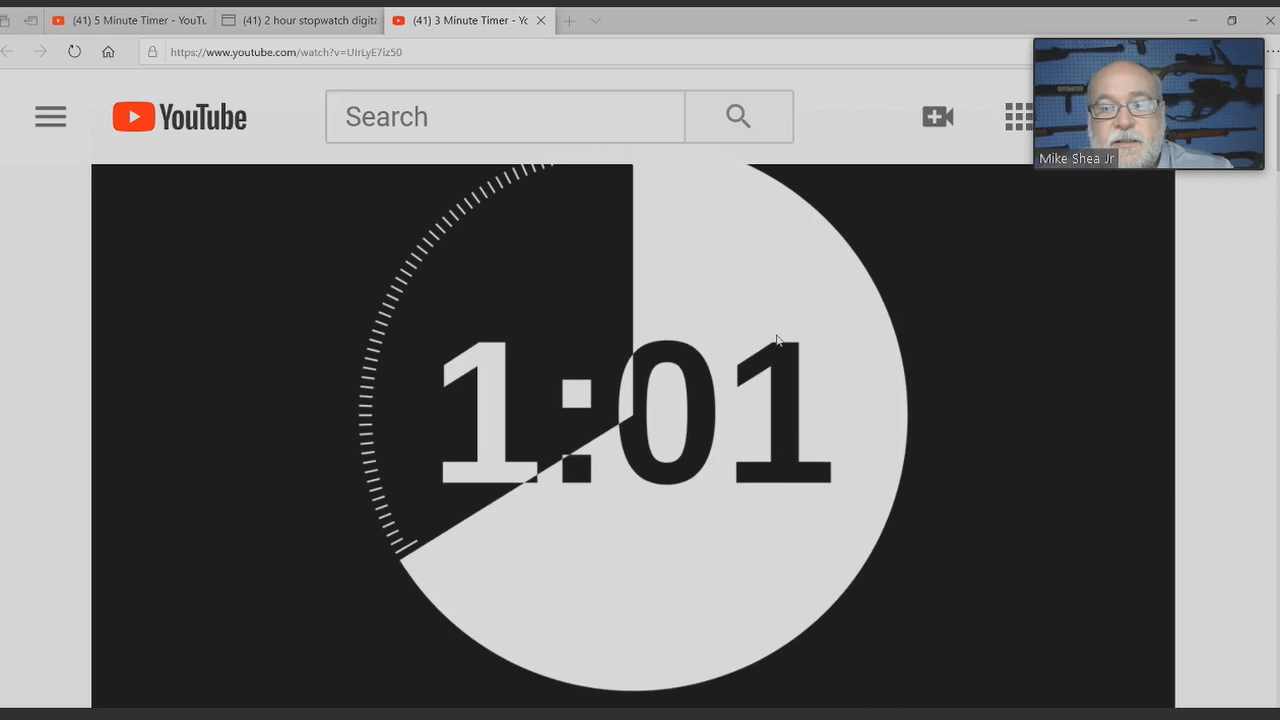 (41) 5 Minute Timer - YouTu
(41) 2 hour stopwatch digita
(41) 3 Minute Timer - Yo
https://www.youtube.com/watch?v=UIrLyE7iz50
YouTube
Search
Mike Shea Jr
1:01